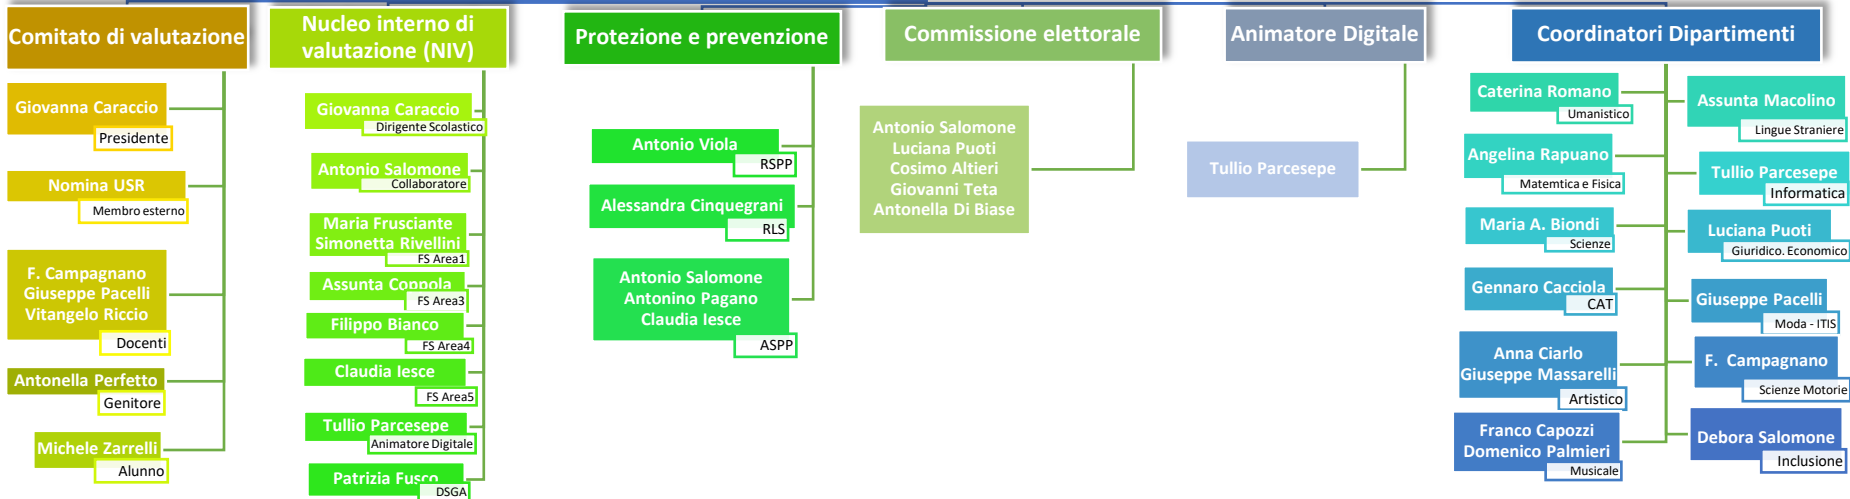 Comitato di valutazione
Giovanna Caraccio
Presidente
Nomina USR
Membro esterno
F. Campagnano
Giuseppe Pacelli
Vitangelo Riccio
Docenti
Antonella Perfetto
Genitore
Michele Zarrelli
Alunno
Nucleo interno di
valutazione (NIV)
Giovanna Caraccio
Dirigente Scolastico
Antonio Salomone
Collaboratore
Maria Frusciante
Simonetta Rivellini
FS Area1
Assunta Coppola
FS Area3
Filippo Bianco
FS Area4
Claudia Iesce
FS Area5
Tullio Parcesepe
Animatore Digitale
Patrizia Fusco
DSGA
Protezione e prevenzione
Antonio Viola
RSPP
Alessandra Cinquegrani
RLS
Antonio Salomone
Antonino Pagano
Claudia Iesce
ASPP
Commissione elettorale
Antonio Salomone
Luciana Puoti
Cosimo Altieri
Giovanni Teta
Antonella Di Biase
Animatore Digitale
Tullio Parcesepe
Coordinatori Dipartimenti
Caterina Romano
Umanistico
Angelina Rapuano
Matemtica e Fisica
Maria A. Biondi
Scienze
Gennaro Cacciola
CAT
Anna Ciarlo
Giuseppe Massarelli
Artistico
Franco Capozzi
Domenico Palmieri
Musicale
Assunta Macolino
Lingue Straniere
Tullio Parcesepe
Informatica
Luciana Puoti
Giuridico. Economico
Giuseppe Pacelli
Moda - ITIS
F. Campagnano
Scienze Motorie
Debora Salomone
Inclusione